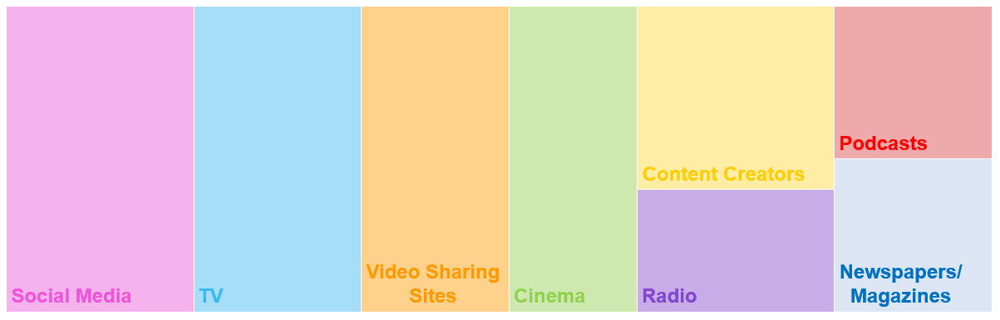 Social Media
TV
Video Sharing
Sites
Cinema
Content Creators
Radio
Podcasts
Newspapers/
Magazines